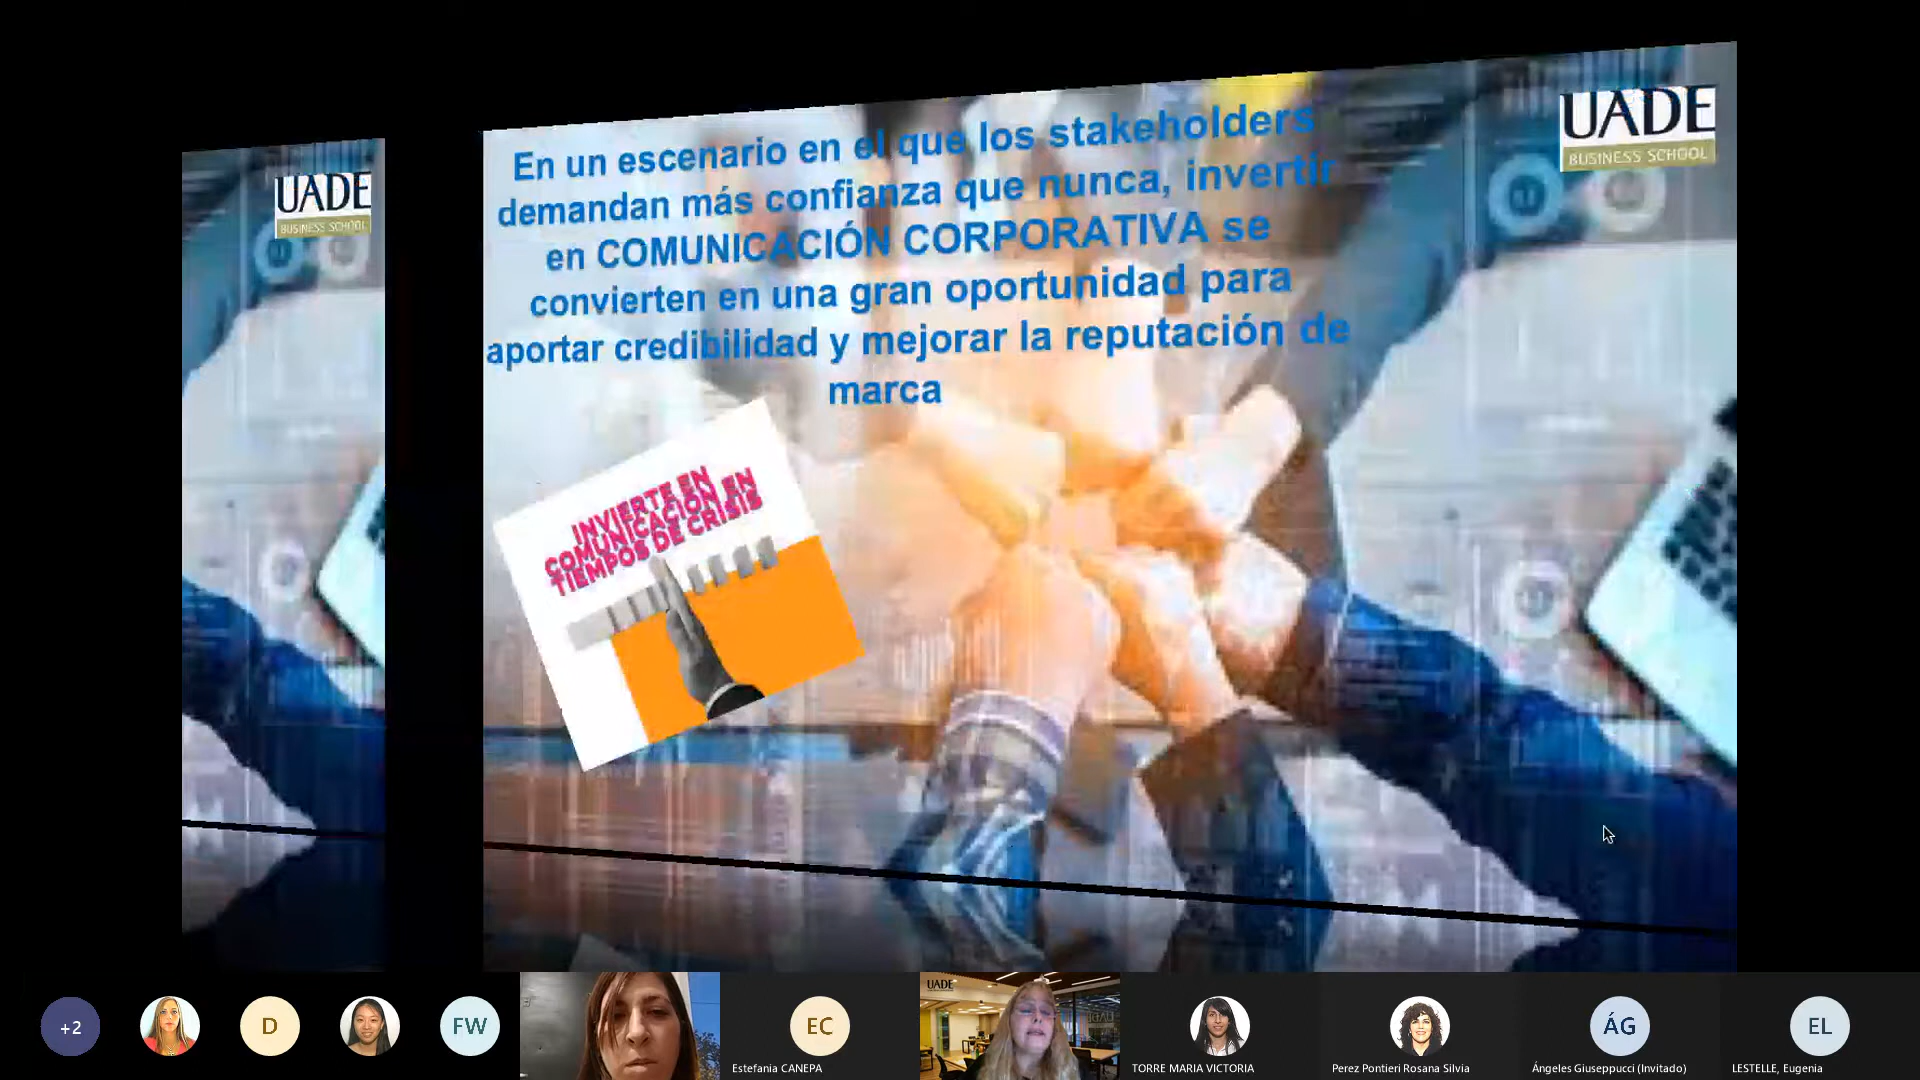 UADE
BUSINESS SCHOOL
En un escenario en el que los stakeholders
demandan más confianza que nunca, invertir
en COMUNICACIÓN CORPORATIVA se
convierten en una gran oportunidad para
aportar credibilidad y mejorar la reputación de
marca
UADE
BUSINESS SCHOOL
INVIERTE EN
COMUNICACIÓN EN
TIEMPOS DE CRISIS
+2
D
FW
EC
Estefania CANEPA
UADE
TORRE MARIA VICTORIA
Perez Pontieri Rosana Silvia
ÁG
Ángeles Giuseppucci (Invitado)
EL
LESTELLE, Eugenia